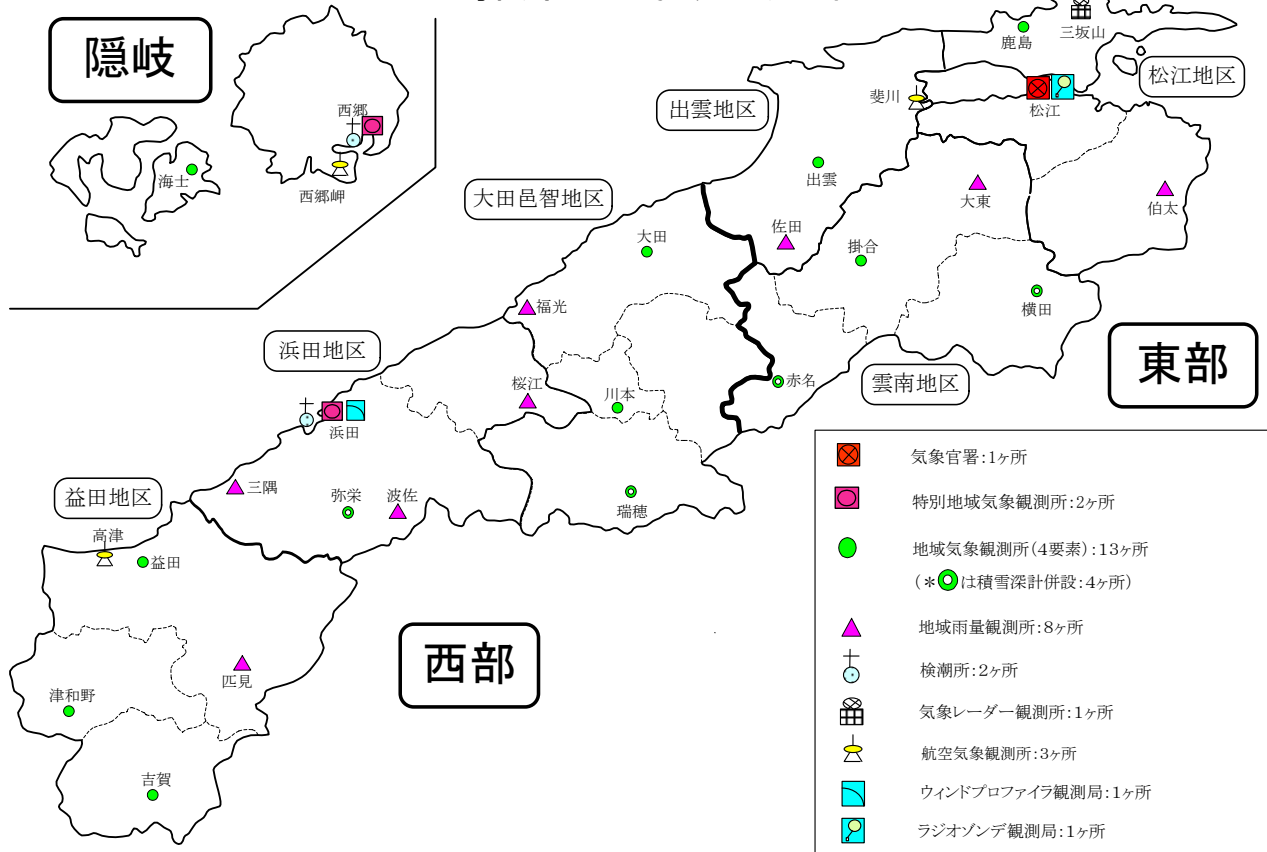 隠岐
西郷
海士
西郷岬
鹿島
三坂山
松江地区
斐川
松江
出雲地区
出雲
大東
伯太
大田邑智地区
大田
佐田
掛合
横田
福光
東部
浜田地区
桜江
川本
赤名
雲南地区
浜田
三隅
弥栄
波佐
瑞穂
益田地区
高津
益田
西部
匹見
津和野
吉賀
気象官署:1ヶ所
特別地域気象観測所:2ヶ所
地域気象観測所(4要素):13ヶ所
(*は積雪深計併設:4ヶ所)
地域雨量観測所:8ヶ所
検潮所:2ヶ所
気象レーダー観測所:1ヶ所
航空気象観測所:3ヶ所
ウィンドプロファイラ観測局:1ヶ所
ラジオゾンデ観測局:1ヶ所